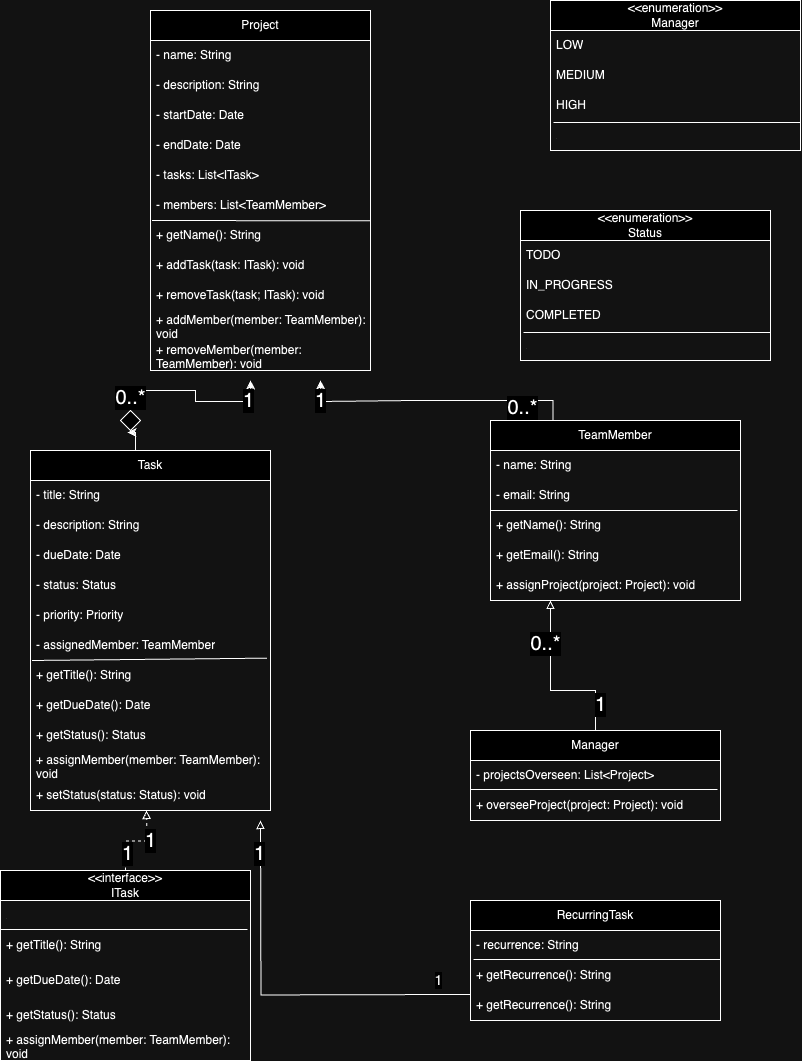 Project
- name: String
- description: String
- startDate: Date
- endDate: Date
- tasks: List<ITask>
- members: List<TeamMember>
+ getName(): String
+ addTask(task: ITask): void
+ removeTask(task; ITask): void
+ addMember(member: TeamMember):
void
+ removeMember(member:
TeamMember): void
<<enumeration>>
Manager
LOW
MEDIUM
HIGH
<<enumeration>>
Status
TODO
IN_PROGRESS
COMPLETED
0..*
1
1
0..*
Task
- title: String
- description: String
- dueDate: Date
- status: Status
- priority: Priority
- assignedMember: TeamMember
+ getTitle(): String
+ getDueDate(): Date
+ getStatus(): Status
+ assignMember(member: TeamMember):
void
+ setStatus(status: Status): void
TeamMember
- name: String
- email: String
+ getName(): String
+ getEmail(): String
+ assignProject(project: Project): void
0..*
1
Manager
- projectsOverseen: List<Project>
+ overseeProject(project: Project): void
1
1
1
1
<<interface>>
ITask
+ getTitle(): String
+ getDueDate(): Date
+ getStatus(): Status
+ assignMember(member: TeamMember):
void
RecurringTask
- recurrence: String
+ getRecurrence(): String
+ getRecurrence(): String